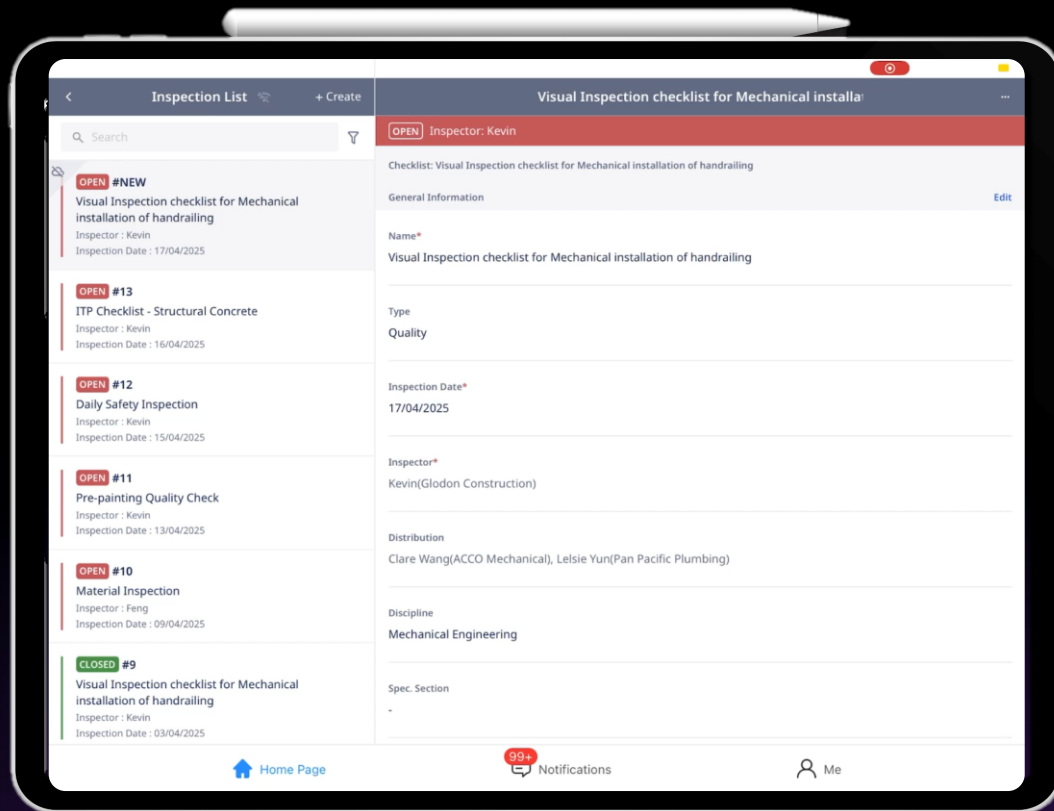 Inspection List
+ Create
Search
OPEN #NEW
Visual Inspection checklist for Mechanical
installation of handrailing
Inspector : Kevin
Inspection Date : 17/04/2025
OPEN #13
ITP Checklist - Structural Concrete
Inspector : Kevin
Inspection Date : 16/04/2025
OPEN #12
Daily Safety Inspection
Inspector : Kevin
Inspection Date : 15/04/2025
OPEN #11
Pre-painting Quality Check
Inspector : Kevin
Inspection Date : 13/04/2025
OPEN #10
Material Inspection
Inspector : Feng
Inspection Date : 09/04/2025
CLOSED #9
Visual Inspection checklist for Mechanical
installation of handrailing
Inspector : Kevin
Inspection Date : 03/04/2025
Visual Inspection checklist for Mechanical installa
...
OPEN Inspector: Kevin
Checklist: Visual Inspection checklist for Mechanical installation of handrailing
General Information
Edit
Name*
Visual Inspection checklist for Mechanical installation of handrailing
Type
Quality
Inspection Date*
17/04/2025
Inspector*
Kevin(Glodon Construction)
Distribution
Clare Wang(ACCO Mechanical), Lelsie Yun(Pan Pacific Plumbing)
Discipline
Mechanical Engineering
Spec. Section
-
Home Page
99+
Notifications
Me